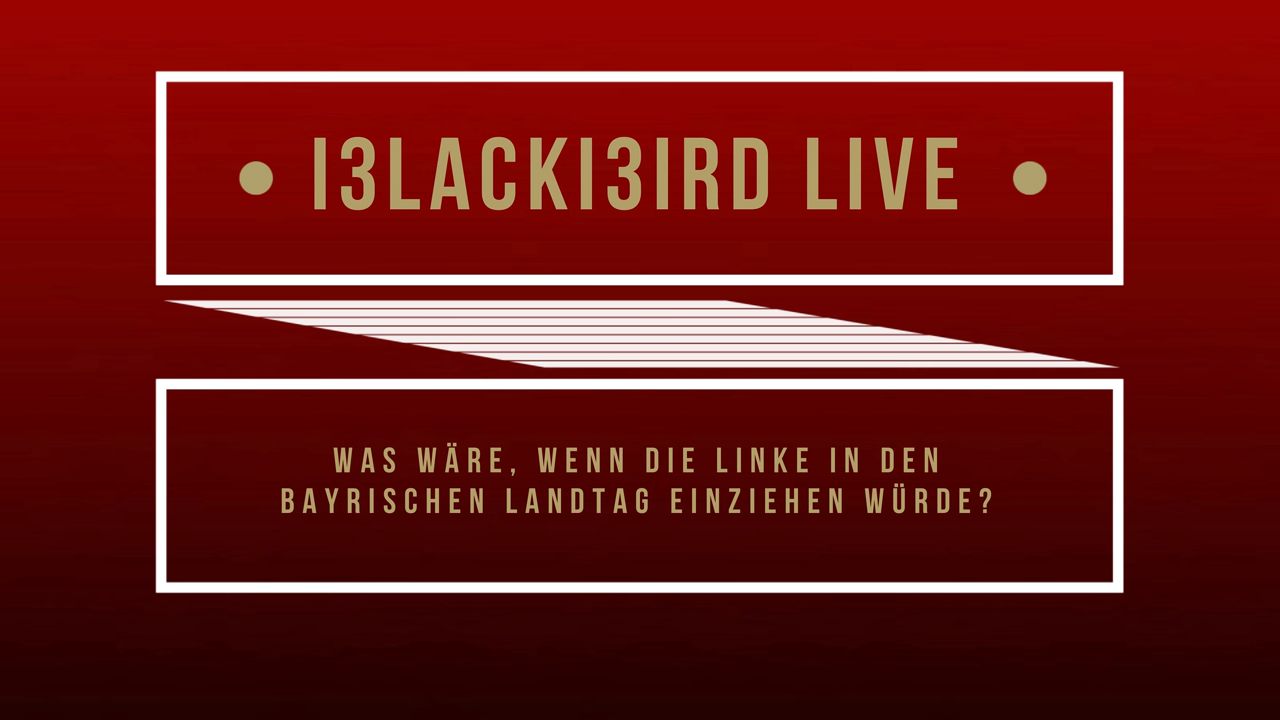 I3LACKI3IRD LIVE
WAS WÄRE, WENN DIE LINKE IN DEN
BAYRISCHEN LANDTAG EINZIEHEN WÜRDE?